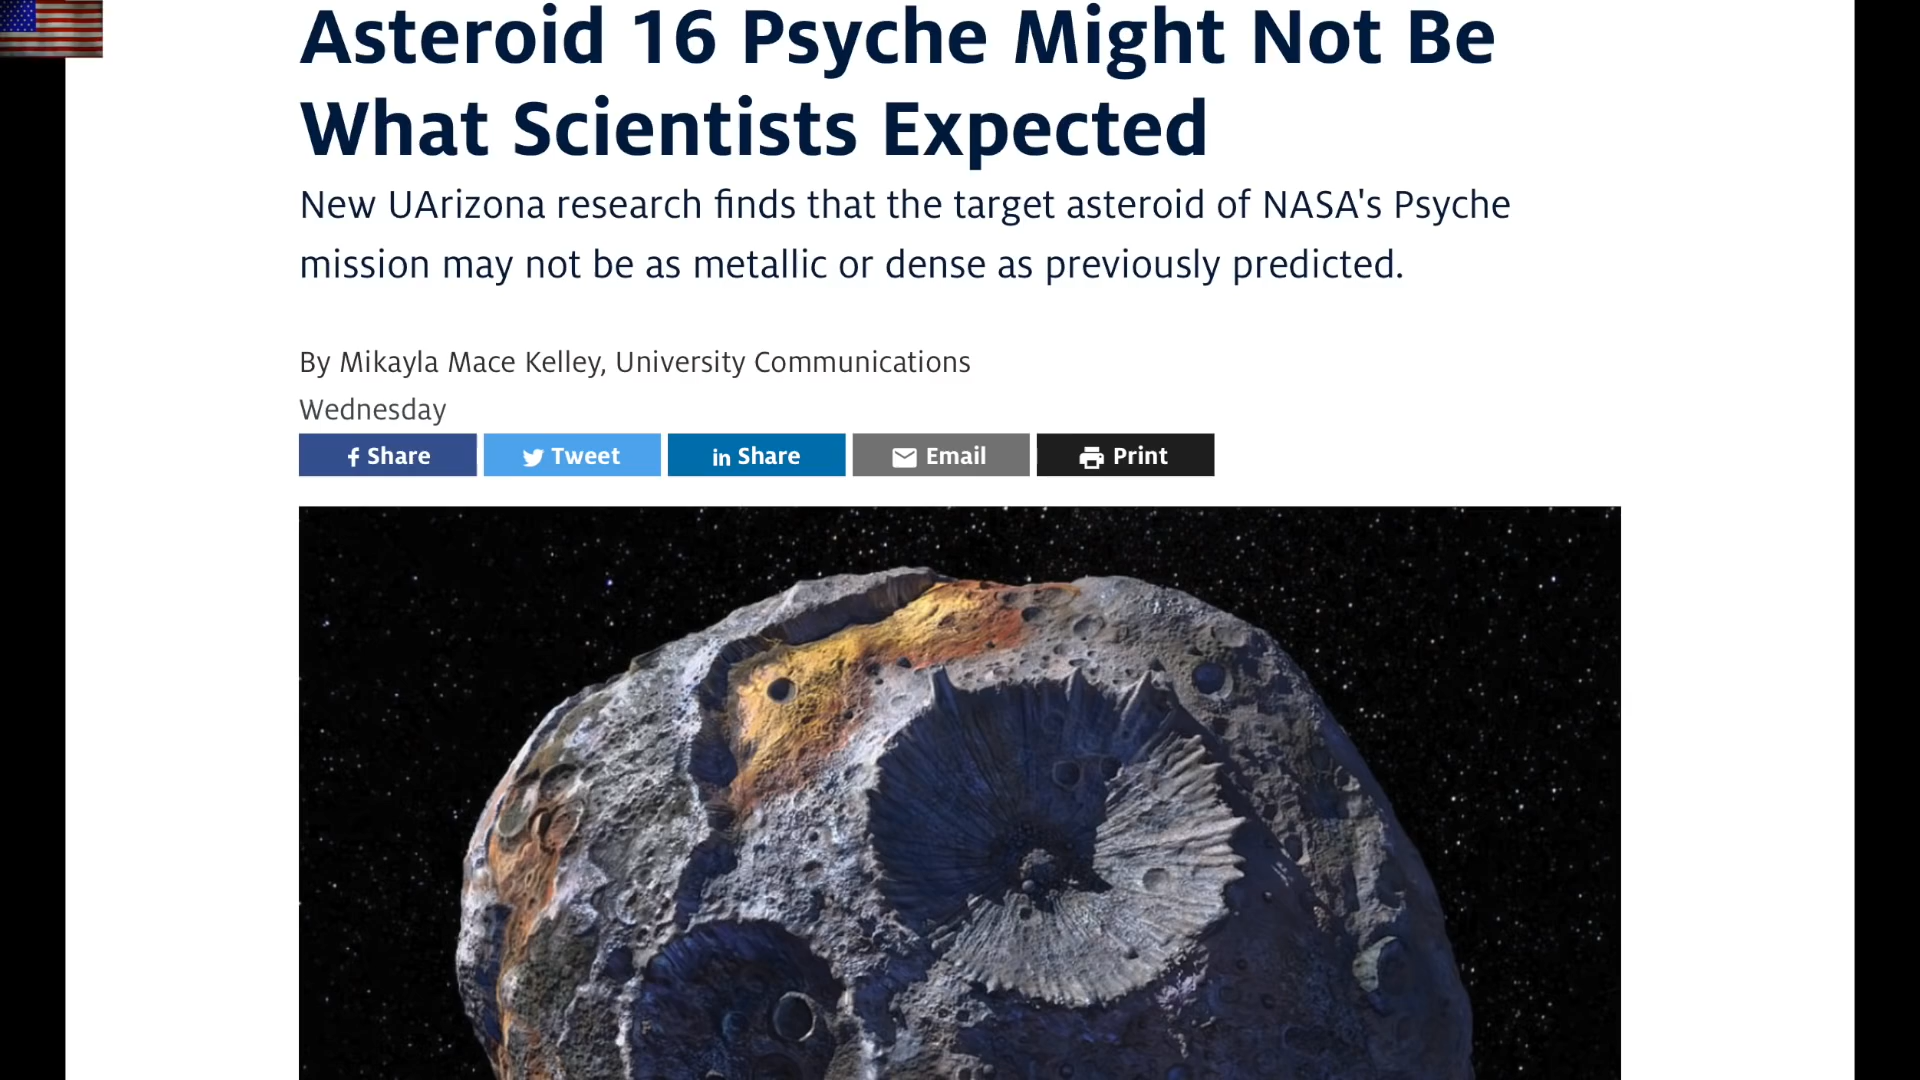 Asteroid 16 Psyche Might Not Be
What Scientists Expected
New UArizona research finds that the target asteroid of NASA's Psyche
mission may not be as metallic or dense as previously predicted.
By Mikayla Mace Kelley, University Communications
Wednesday
f Share Tweet in Share Email Print